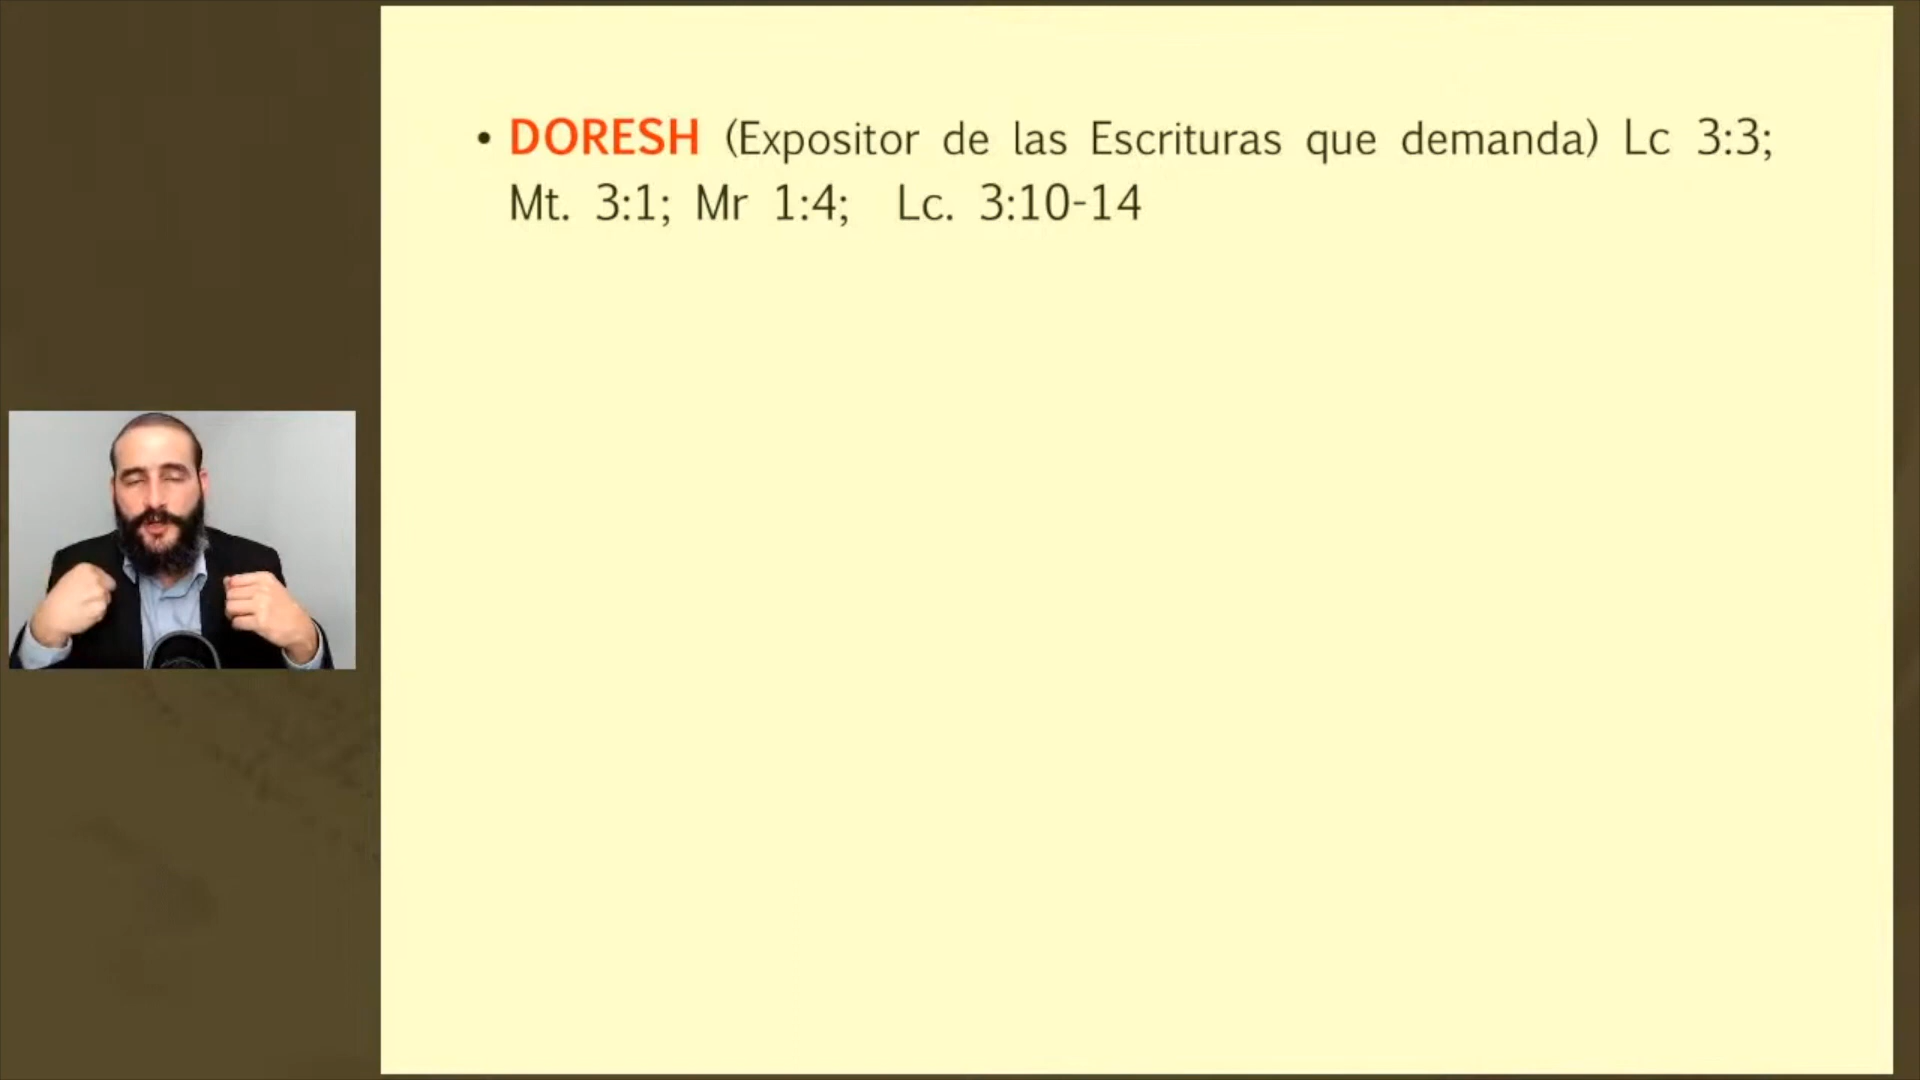 • DORESH (Expositor de las Escrituras que demanda) Lc 3:3;
Mt. 3:1; Mr 1:4; Lc. 3:10-14